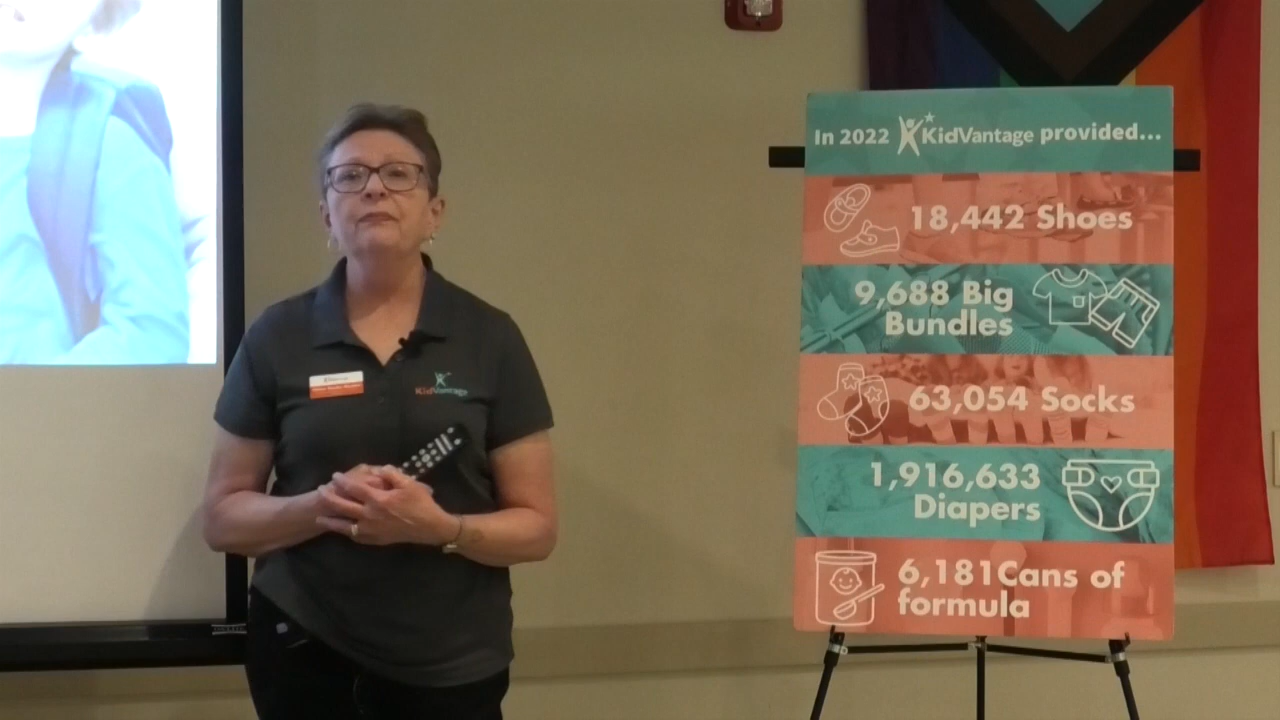 In 2022 KidVantage provided...
18,442 Shoes
9,688 Big
Bundles
63,054 Socks
1,916,633
Diapers
6,181Cans of
formula
KidVantage